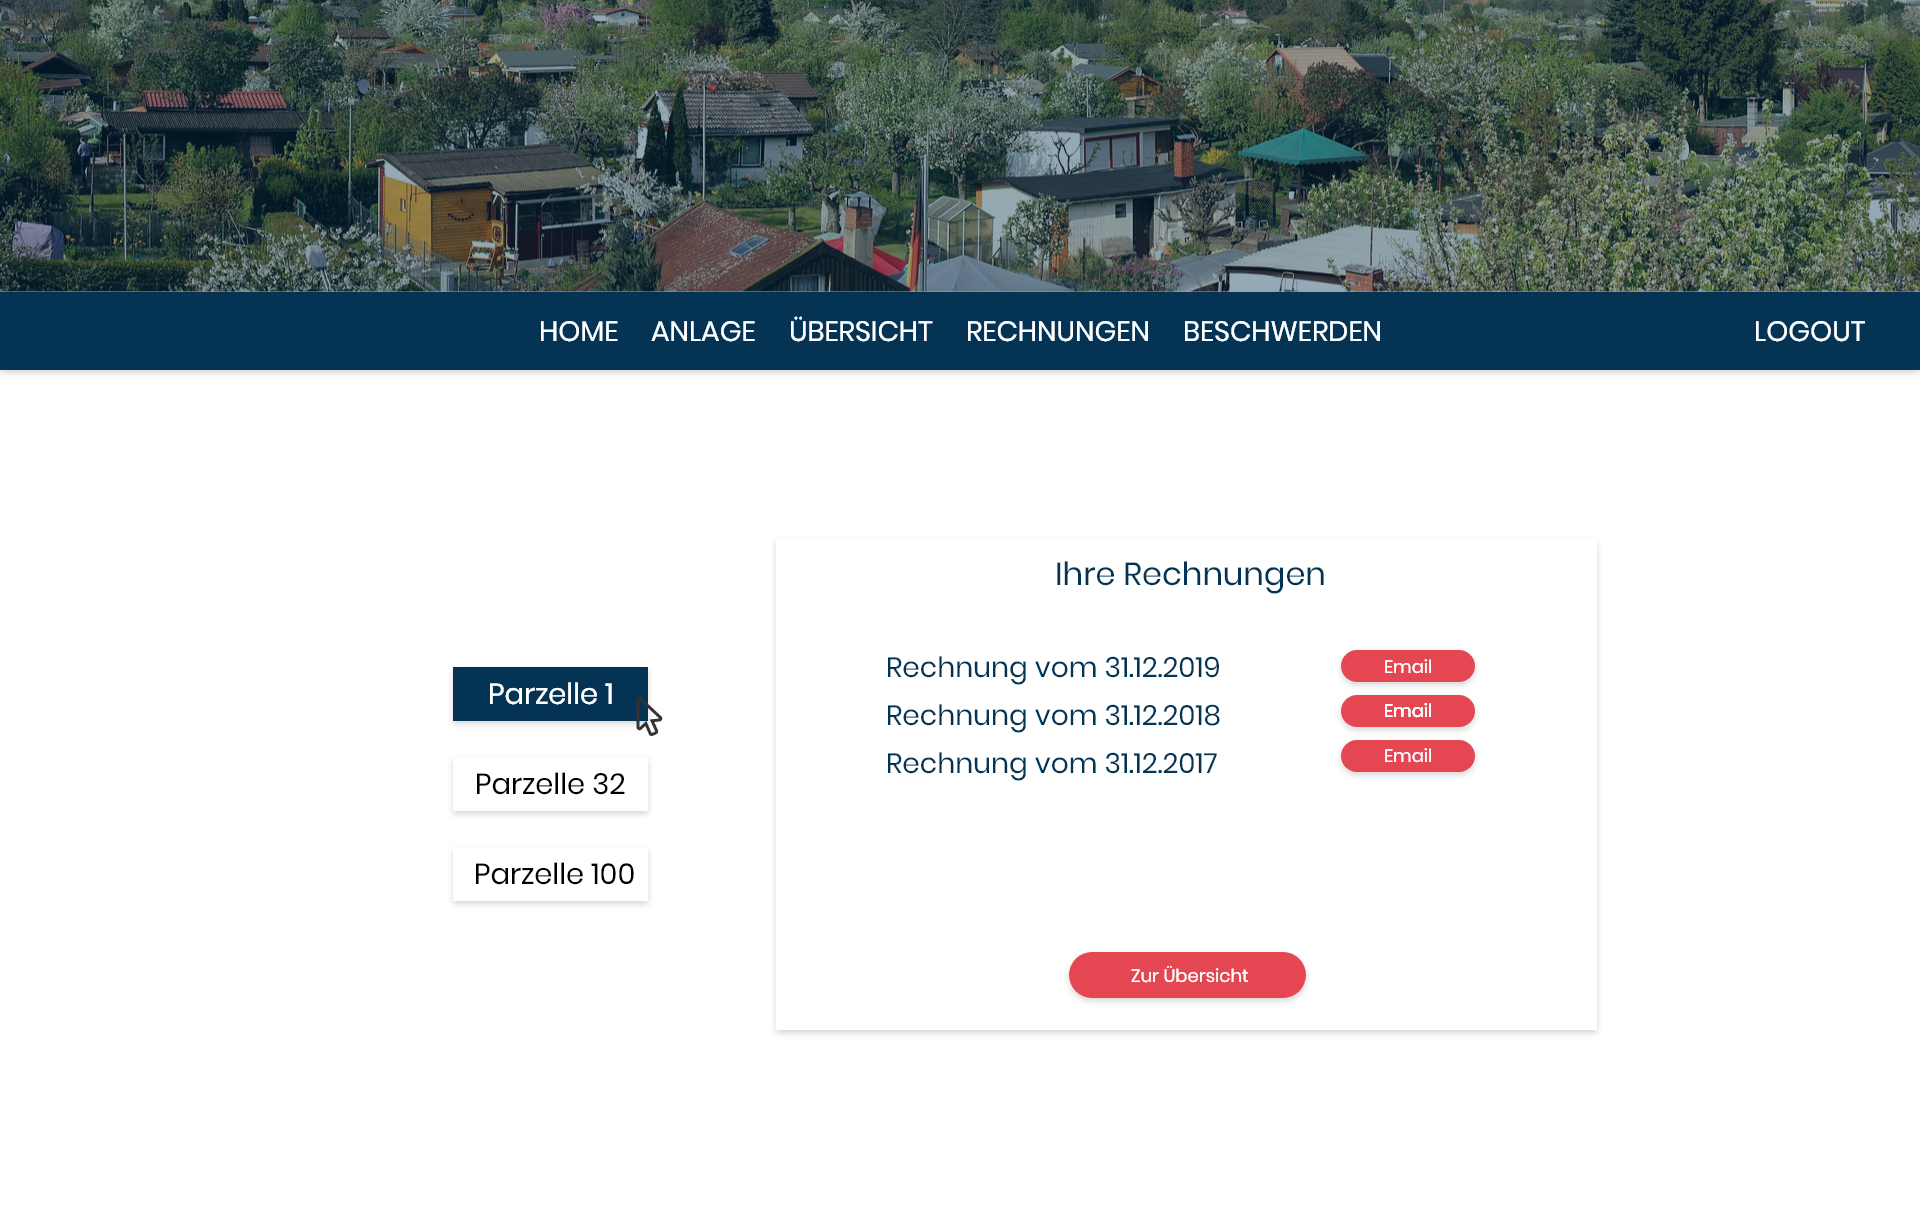 HOME ANLAGE ÜBERSICHT RECHNUNGEN BESCHWERDEN LOGOUT
Parzelle 1
Parzelle 32
Parzelle 100
Ihre Rechnungen
Rechnung vom 31.12.2019 Email
Rechnung vom 31.12.2018 Email
Rechnung vom 31.12.2017 Email
Zur Übersicht